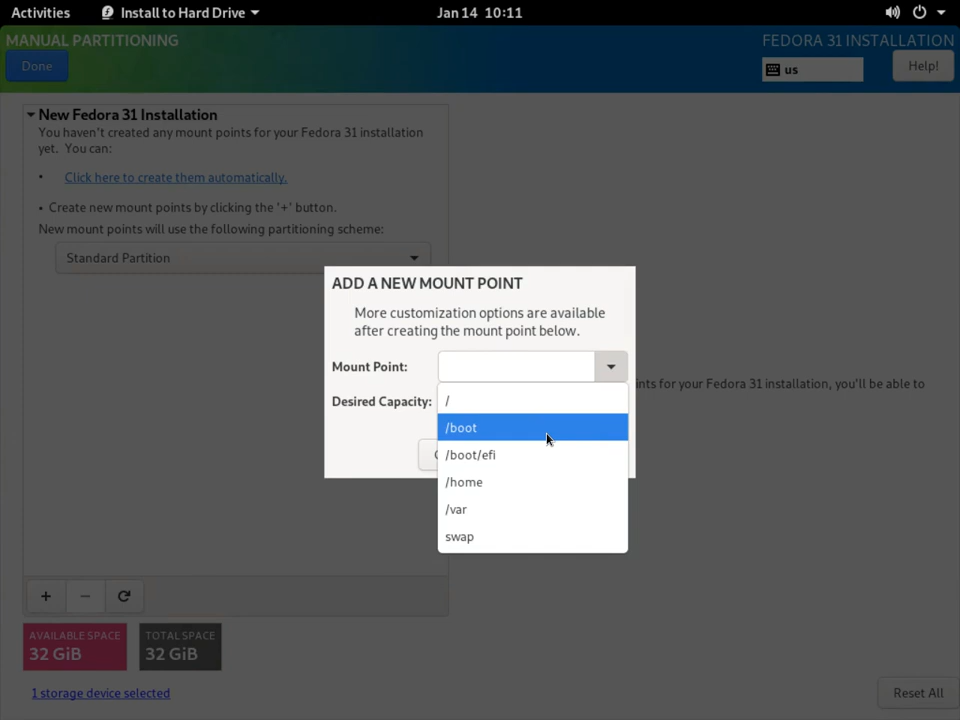 Activities
Install to Hard Drive
Jan 14 10:11
MANUAL PARTITIONING
FEDORA 31 INSTALLATION
Done
us
Help!
New Fedora 31 Installation
You haven't created any mount points for your Fedora 31 installation
yet. You can:
• Click here to create them automatically.
• Create new mount points by clicking the '+' button.
New mount points will use the following partitioning scheme:
Standard Partition
ADD A NEW MOUNT POINT
More customization options are available
after creating the mount point below.
Mount Point:
for your Fedora 31 installation, you'll be able to
Desired Capacity:
/
/boot
/boot/efi
/home
/var
swap
+
−
AVAILABLE SPACE
32 GiB
TOTAL SPACE
32 GiB
1 storage device selected
Reset All